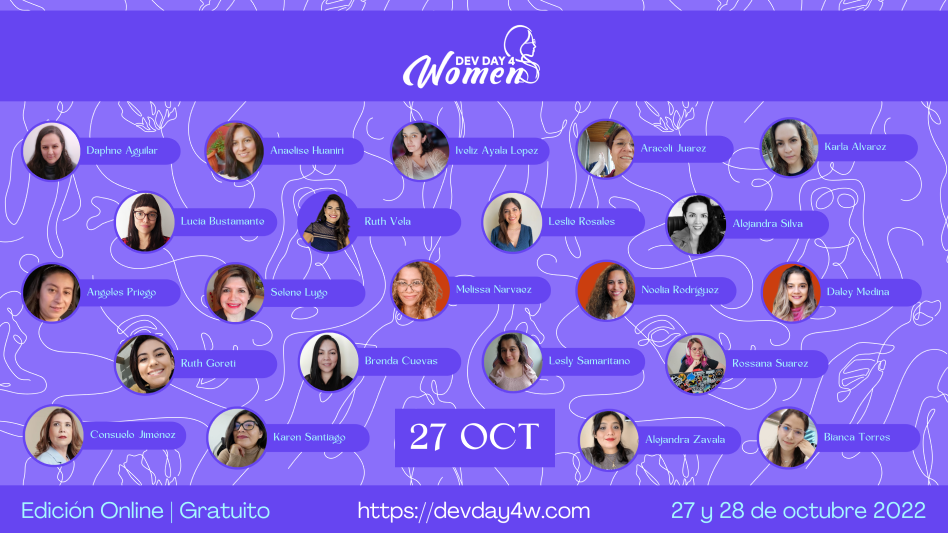 DEV DAY 4
Women
Daphne Aguilar
Anaelise Huaniri
Iveliz Ayala Lopez
Araceli Juarez
Karla Alvarez
Lucia Bustamante
Ruth Vela
Leslie Rosales
Alejandra Silva
Angeles Priego
Selene Lugo
Melissa Narvaez
Noelia Rodríguez
Daley Medina
Ruth Goreti
Brenda Cuevas
Lesly Samaritano
Rossana Suarez
Consuelo Jiménez
Karen Santiago
27 OCT
Alejandra Zavala
Bianca Torres
Edición Online | Gratuito
https://devday4w.com
27 y 28 de octubre 2022